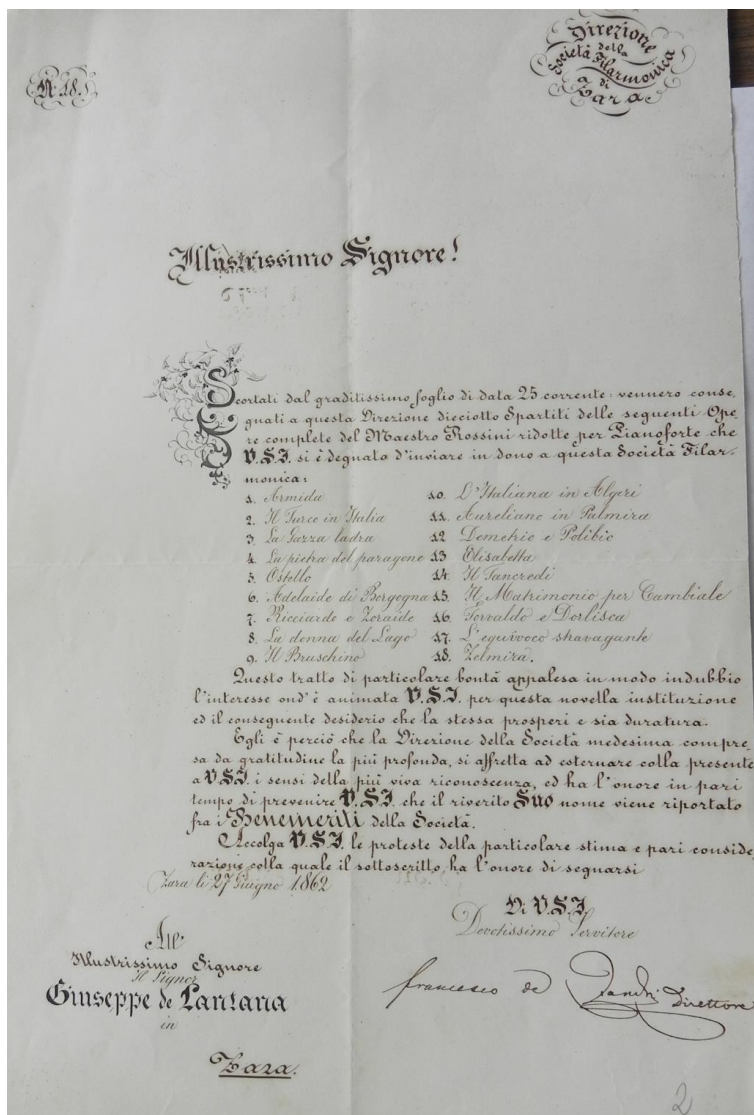 N. 18.
Direzione
della
Società Filarmonica
di
Zara
Illustrissimo Signore!
Scortati dal graditissimo foglio di data 25 corrente: vennero conse,
gnati a questa Direzione dieciotto Spartiti delle seguenti Ope,
re complete del Maestro Rossini ridotte per Pianoforte che
V.S.I. si è degnato d'inviare in dono a questa Società Filar,
monica:
1. Armida
2. Il Turco in Italia
3. La Gazza ladra
4. La pietra del paragone
5. Ostello
6. Adelaide di Borgogna
7. Ricciardo e Zoraide
8. La donna del Lago
9. Il Bruschino
10. L'Italiana in Algeri
11. Aureliano in Palmira
12 Demetrio e Polibio
13 Elisabetta
14. Il Tancredi
15. Il Matrimonio per Cambiale
16. Torvaldo e Dorlisca
17. L'equivoco stravagante
18. Zelmira.
Questo tratto di particolare bontà appalesa in modo indubbio
l'interesse ond'è animata V.S.I. per questa novella instituzione
ed il conseguente desiderio che la stessa prosperi e sia duratura.
Egli è perciò che la Direzione della Società medesima compre,
sa da gratitudine la più profonda, si affretta ad esternare colla presente
a V.S.I. i sensi della più viva riconoscenza, ed ha l'onore in pari
tempo di prevenire V.S.I. che il riverito Suo nome viene riportato
fra i Benemeriti della Società.
Accolga V.S.I. le proteste della particolare stima e pari conside,
razione, colla quale il sottoscritto ha l'onore di segnarsi
Zara li 27 Giugno 1862
Di V.S.I.
Devotissimo Servitore
francesco de Direttore
All'
Illustrissimo Signore
Il Signor
Giuseppe de Lantana
in
Zara.
2